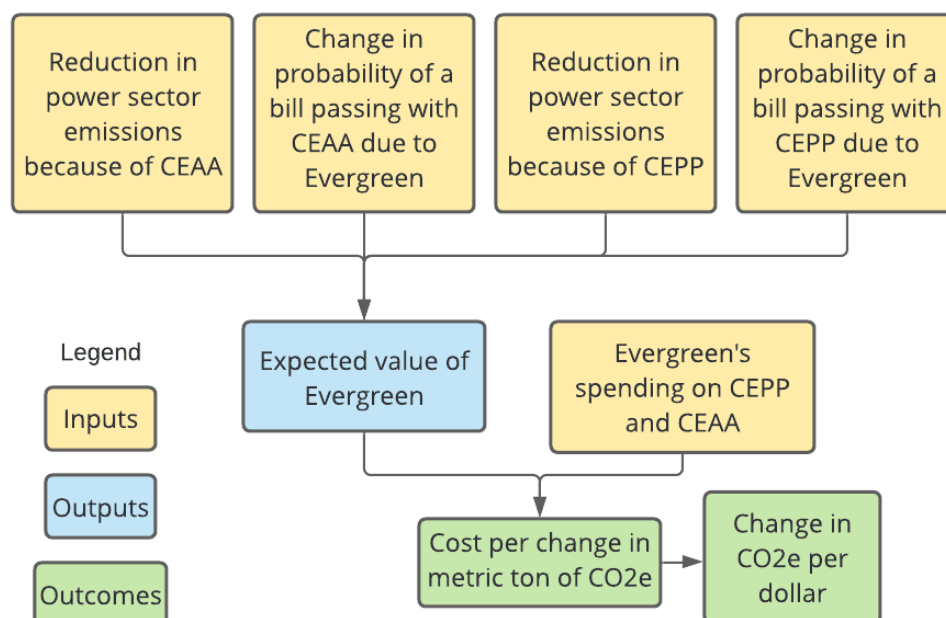 Reduction in
power sector
emissions
because of CEAA
Change in
probability of a
bill passing with
CEAA due to
Evergreen
Reduction in
power sector
emissions
because of CEPP
Change in
probability of a
bill passing with
CEPP due to
Evergreen
Expected value of
Evergreen
Evergreen's
spending on CEPP
and CEAA
Legend
Inputs
Outputs
Outcomes
Cost per change in
metric ton of CO2e
Change in
CO2e per
dollar